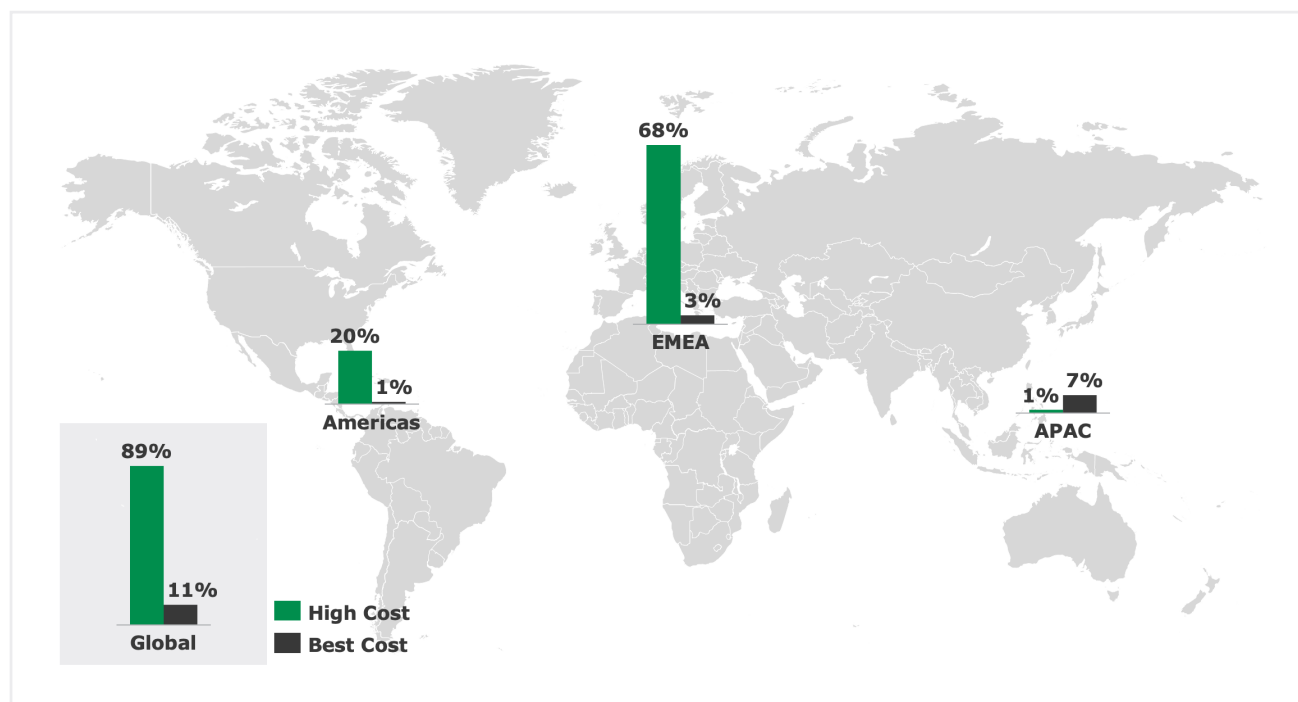 68%
3%
EMEA
20%
1%
Americas
1%
7%
APAC
89%
11%
Global
High Cost
Best Cost